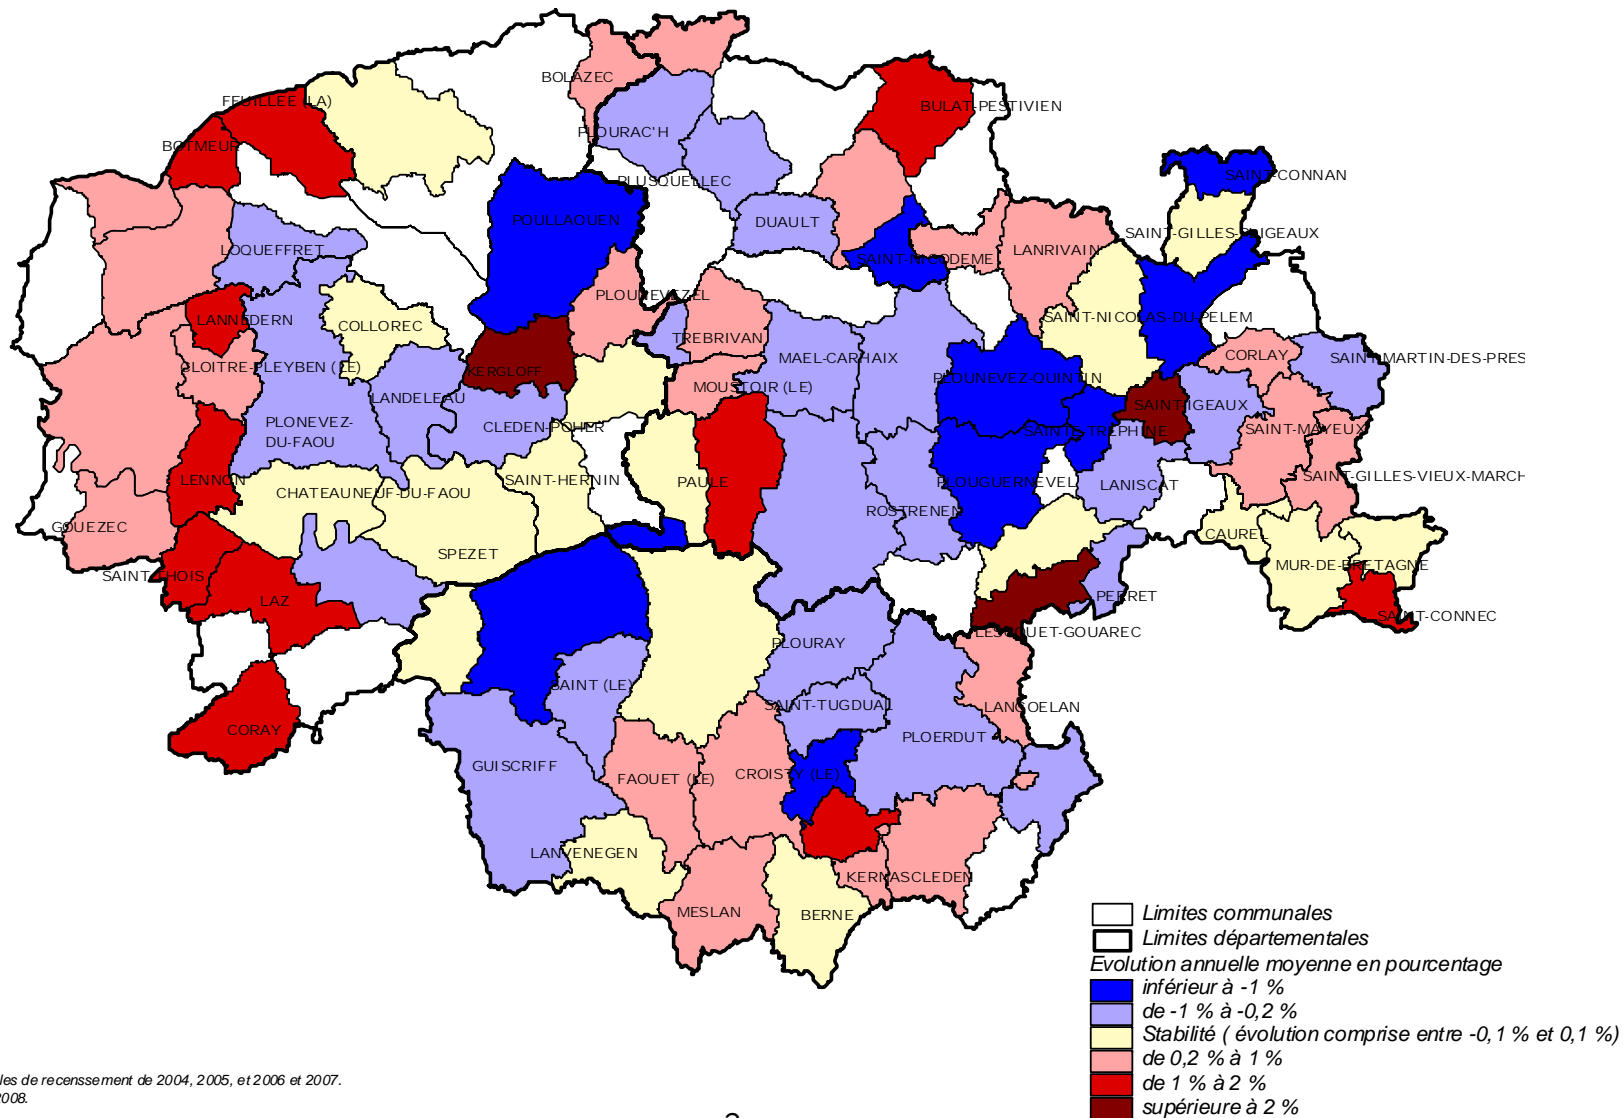 BOLAZEC
FEUILLEE (LA)
BULAT-PESTIVIEN
PLOURAC'H
BOTMEUR
SAINT-CONNAN
PLUSQUELLEC
POULLAOUEN
DUAULT
SAINT-GILLES-PLIGEAUX
LOQUEFFRET
LANRIVAIN
SAINT-NICODEME
PLOUNEVEZEL
LANNEDERN
SAINT-NICOLAS-DU-PELEM
COLLOREC
TREBRIVAN
MAEL-CARHAIX
CORLAY
SAINT-MARTIN-DES-PRES
CLOITRE-PLEYBEN (LE)
KERGLOFF
PLOUNEVEZ-QUINTIN
MOUSTOIR (LE)
LANDELEAU
SAINT-IGEAUX
PLONEVEZ-
DU-FAOU
CLEDEN-POHER
SAINTE-TREPHINE
SAINT-MAYEUX
LENNON
SAINT-HERNIN
PAULE
PLOUGUERNEVEL
LANISCAT
SAINT-GILLES-VIEUX-MARCH
CHATEAUNEUF-DU-FAOU
ROSTRENEN
GOUEZEC
CAUREL
SPEZET
MUR-DE-BRETAGNE
SAINT-THOIS
LAZ
PERRET
SAINT-CONNEC
LESCOUET-GOUAREC
PLOURAY
SAINT (LE)
SAINT-TUGDUAL
LANGOELAN
CORAY
PLOERDUT
GUISCRIFF
FAOUET (LE)
CROISTY (LE)
LANVENEGEN
KERNASCLEDEN
MESLAN
BERNE
Limites communales
Limites départementales
Evolution annuelle moyenne en pourcentage
inférieur à -1 %
de -1 % à -0,2 %
Stabilité ( évolution comprise entre -0,1 % et 0,1 %)
de 0,2 % à 1 %
de 1 % à 2 %
supérieure à 2 %
les de recenssement de 2004, 2005, et 2006 et 2007.
2008.